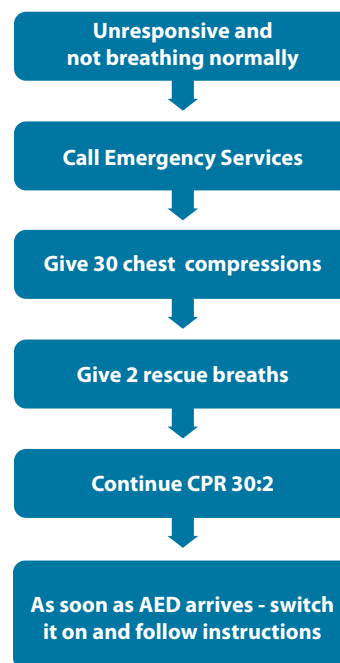 Unresponsive and
not breathing normally
Call Emergency Services
Give 30 chest compressions
Give 2 rescue breaths
Continue CPR 30:2
As soon as AED arrives - switch
it on and follow instructions